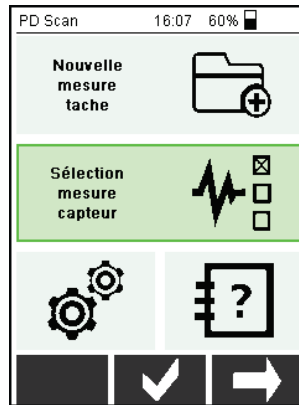 PD Scan 16:07 60%
Nouvelle
mesure
tache
Sélection
mesure
capteur
?